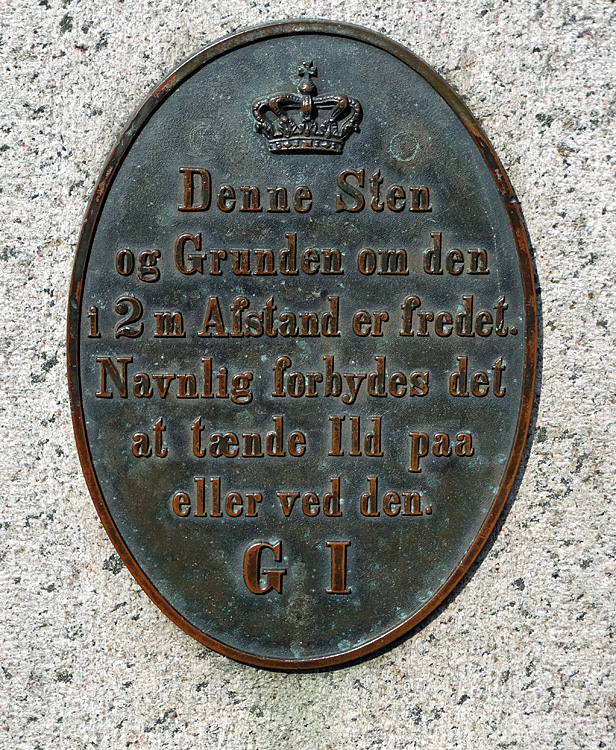 Denne Sten
og Grunden om den
i 2 m Afstand er fredet.
Navnlig forbydes det
at tænde Ild paa
eller ved den.
G I